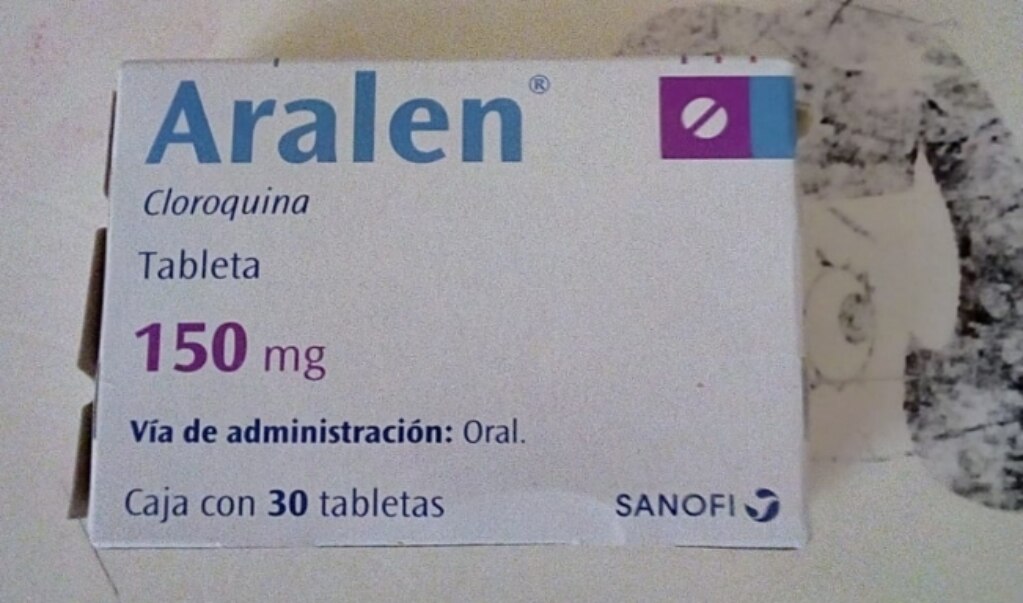 Aralen®
Cloroquina
Tableta
150 mg
Vía de administración: Oral.
Caja con 30 tabletas
SANOFI